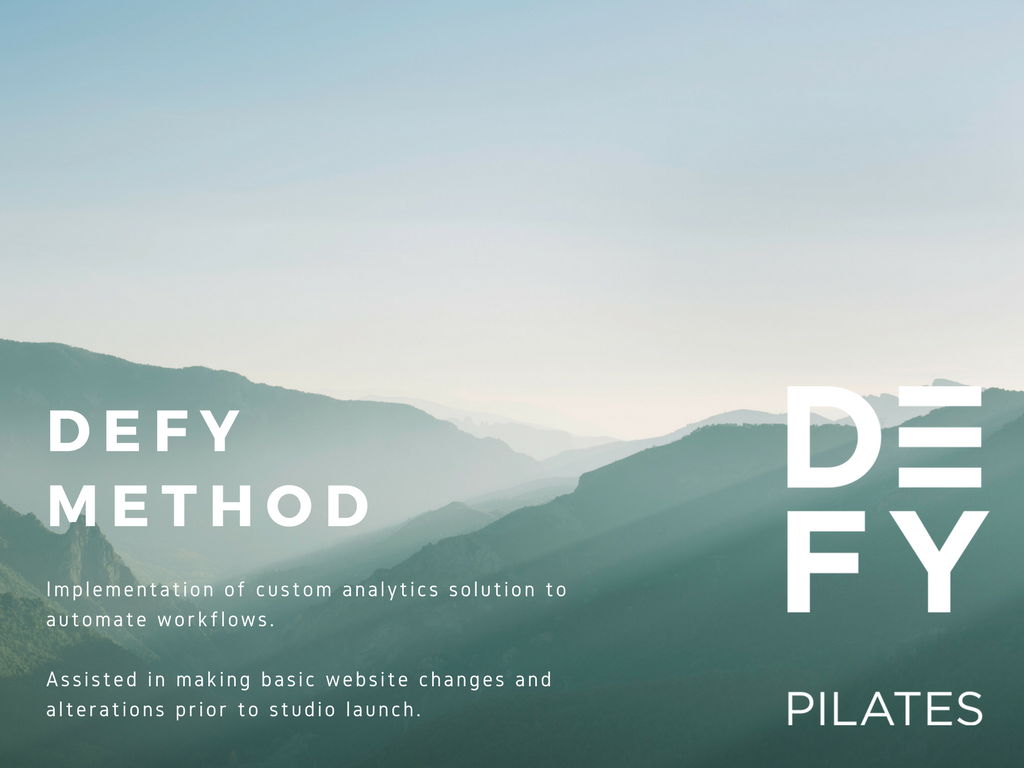 DEFY
METHOD
Implementation of custom analytics solution to
automate workflows.
Assisted in making basic website changes and
alterations prior to studio launch.
DE
FY
PILATES